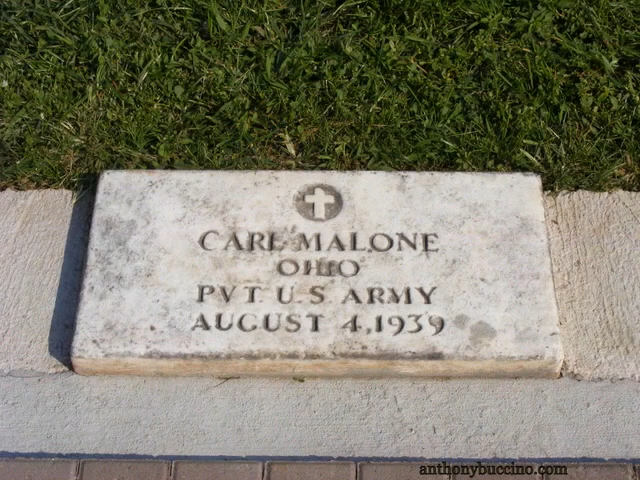 CARL MALONE
OHIO
PVT U.S ARMY
AUGUST 4, 1939
anthonybuccino.com